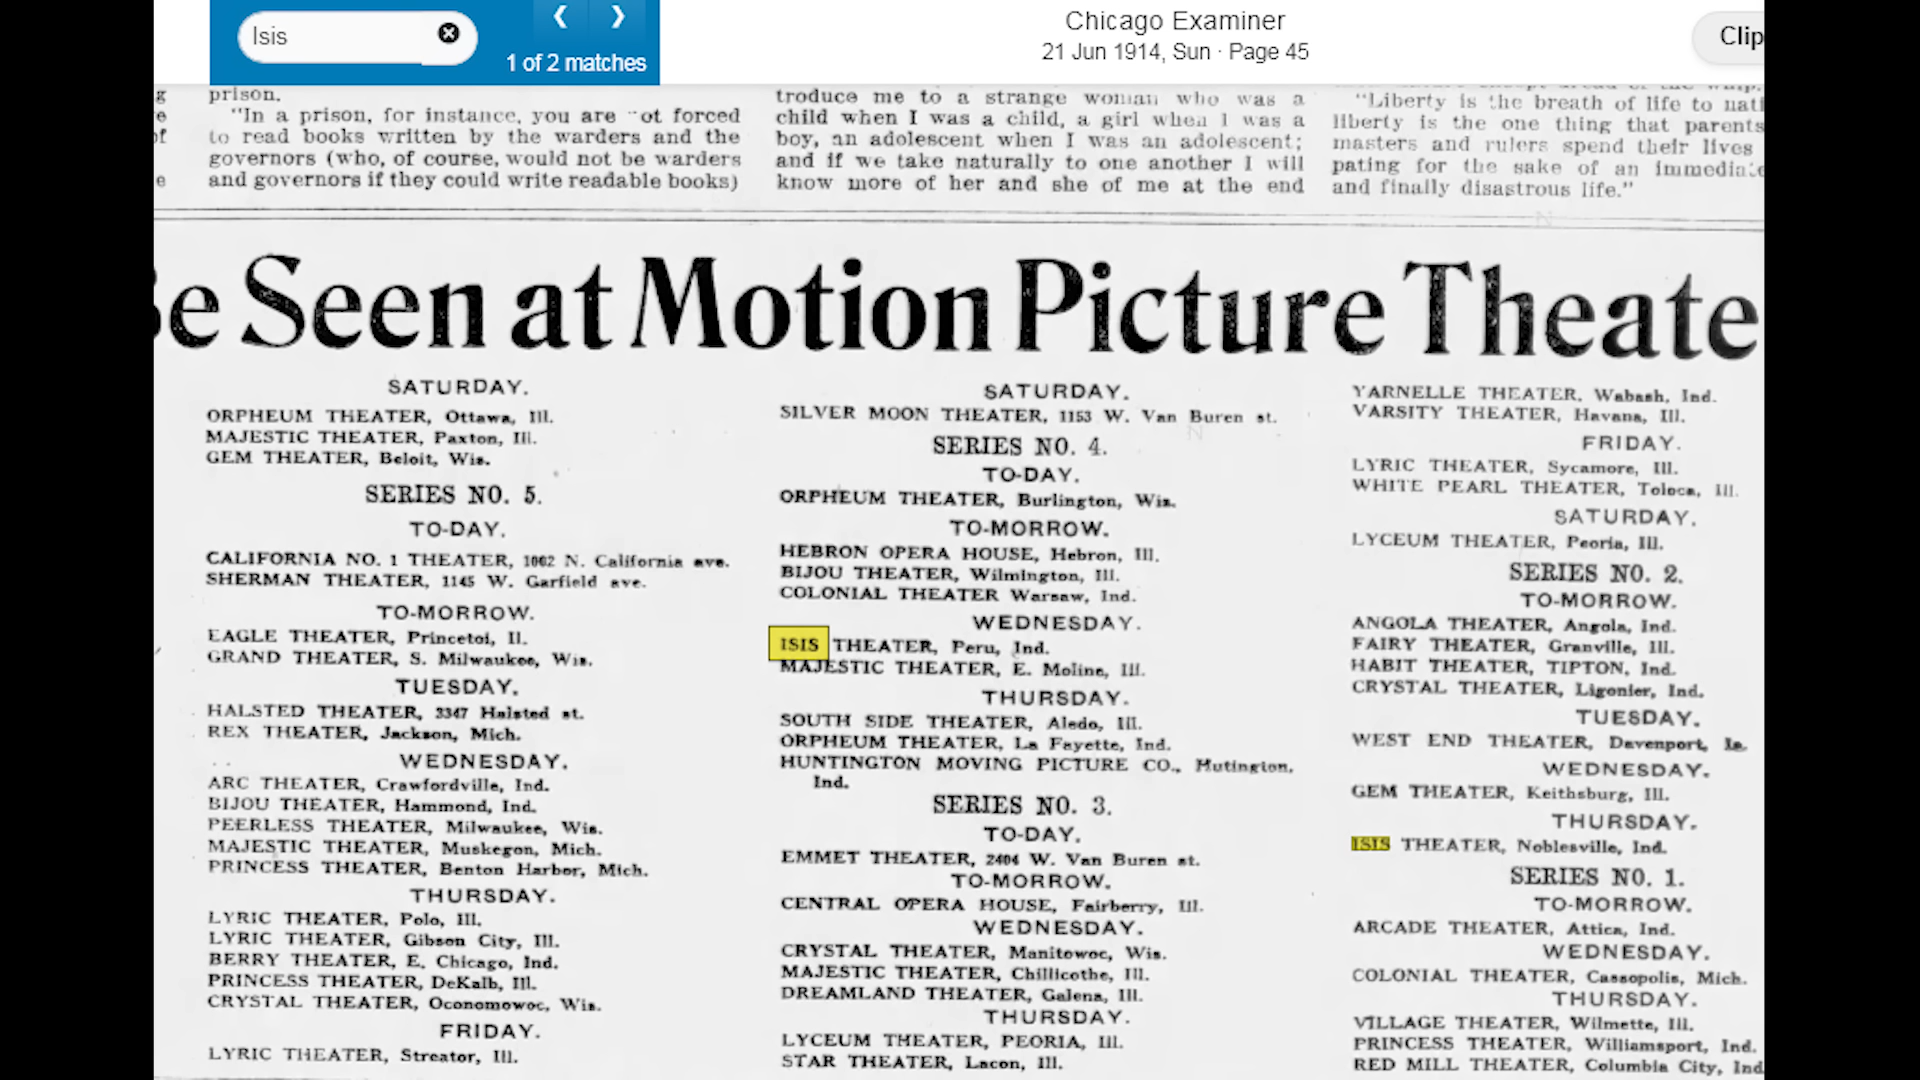 Isis
1 of 2 matches
Chicago Examiner
21 Jun 1914, Sun · Page 45
Clip
prison.
"In a prison, for instance, you are ot forced
to read books written by the warders and the
governors (who, of course, would not be warders
and governors if they could write readable books)
troduce me to a strange woman who was a
child when I was a child, a girl when I was a
boy, an adolescent when I was an adolescent;
and if we take naturally to one another I will
know more of her and she of me at the end
"Liberty is the breath of life to nati
liberty is the one thing that parents
masters and rulers spend their lives
pating for the sake of an immediate
and finally disastrous life."
e Seen at Motion Picture Theate
SATURDAY.
ORPHEUM THEATER, Ottawa, Ill.
MAJESTIC THEATER, Paxton, Ill.
GEM THEATER, Beloit, Wis.
SERIES NO. 5.
TO-DAY.
CALIFORNIA NO. 1 THEATER, 1002 N. California ave.
SHERMAN THEATER, 1145 W. Garfield ave.
TO-MORROW.
EAGLE THEATER, Princetoi, Il.
GRAND THEATER, S. Milwaukee, Wis.
TUESDAY.
HALSTED THEATER, 3347 Halsted st.
REX THEATER, Jackson, Mich.
WEDNESDAY.
ARC THEATER, Crawfordville, Ind.
BIJOU THEATER, Hammond, Ind.
PEERLESS THEATER, Milwaukee, Wis.
MAJESTIC THEATER, Muskegon, Mich.
PRINCESS THEATER, Benton Harbor, Mich.
THURSDAY.
LYRIC THEATER, Polo, Ill.
LYRIC THEATER, Gibson City, Ill.
BERRY THEATER, E. Chicago, Ind.
PRINCESS THEATER, DeKalb, Ill.
CRYSTAL THEATER, Oconomowoc, Wis.
FRIDAY.
LYRIC THEATER, Streator, Ill.
SATURDAY.
SILVER MOON THEATER, 1153 W. Van Buren st.
SERIES NO. 4.
TO-DAY.
ORPHEUM THEATER, Burlington, Wis.
TO-MORROW.
HEBRON OPERA HOUSE, Hebron, Ill.
BIJOU THEATER, Wilmington, Ill.
COLONIAL THEATER Warsaw, Ind.
WEDNESDAY.
ISIS THEATER, Peru, Ind.
MAJESTIC THEATER, E. Moline, Ill.
THURSDAY.
SOUTH SIDE THEATER, Aledo, Ill.
ORPHEUM THEATER, La Fayette, Ind.
HUNTINGTON MOVING PICTURE CO., Hutington,
Ind.
SERIES NO. 3.
TO-DAY.
EMMET THEATER, 2404 W. Van Buren st.
TO-MORROW.
CENTRAL OPERA HOUSE, Fairberry, Ill.
WEDNESDAY.
CRYSTAL THEATER, Manitowoc, Wis.
MAJESTIC THEATER, Chillicothe, Ill.
DREAMLAND THEATER, Galena, Ill.
THURSDAY.
LYCEUM THEATER, PEORIA, Ill.
STAR THEATER, Lacon, Ill.
YARNELLE THEATER, Wabash, Ind.
VARSITY THEATER, Havana, Ill.
FRIDAY.
LYRIC THEATER, Sycamore, Ill.
WHITE PEARL THEATER, Toloca, Ill.
SATURDAY.
LYCEUM THEATER, Peoria, Ill.
SERIES NO. 2.
TO-MORROW.
ANGOLA THEATER, Angola, Ind.
FAIRY THEATER, Granville, Ill.
HABIT THEATER, TIPTON, Ind.
CRYSTAL THEATER, Ligonier, Ind.
TUESDAY.
WEST END THEATER, Davenport, Ia.
WEDNESDAY.
GEM THEATER, Keithsburg, Ill.
THURSDAY.
ISIS THEATER, Noblesville, Ind.
SERIES NO. 1.
TO-MORROW.
ARCADE THEATER, Attica, Ind.
WEDNESDAY.
COLONIAL THEATER, Cassopolis, Mich.
THURSDAY.
VILLAGE THEATER, Wilmette, Ill.
PRINCESS THEATER, Williamsport, Ind.
RED MILL THEATER, Columbia City, Ind